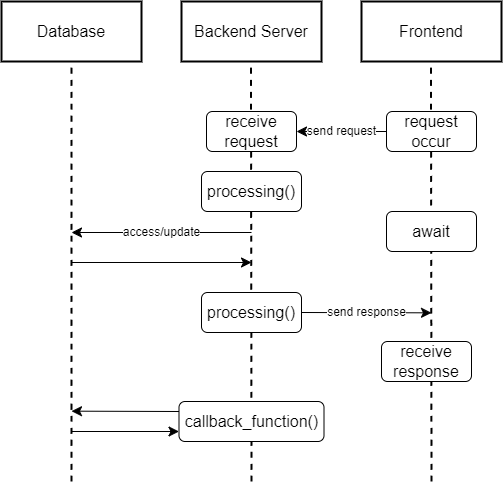 Database
Backend Server
Frontend
receive
request
send request
request
occur
processing()
access/update
await
processing()
send response
receive
response
callback_function()